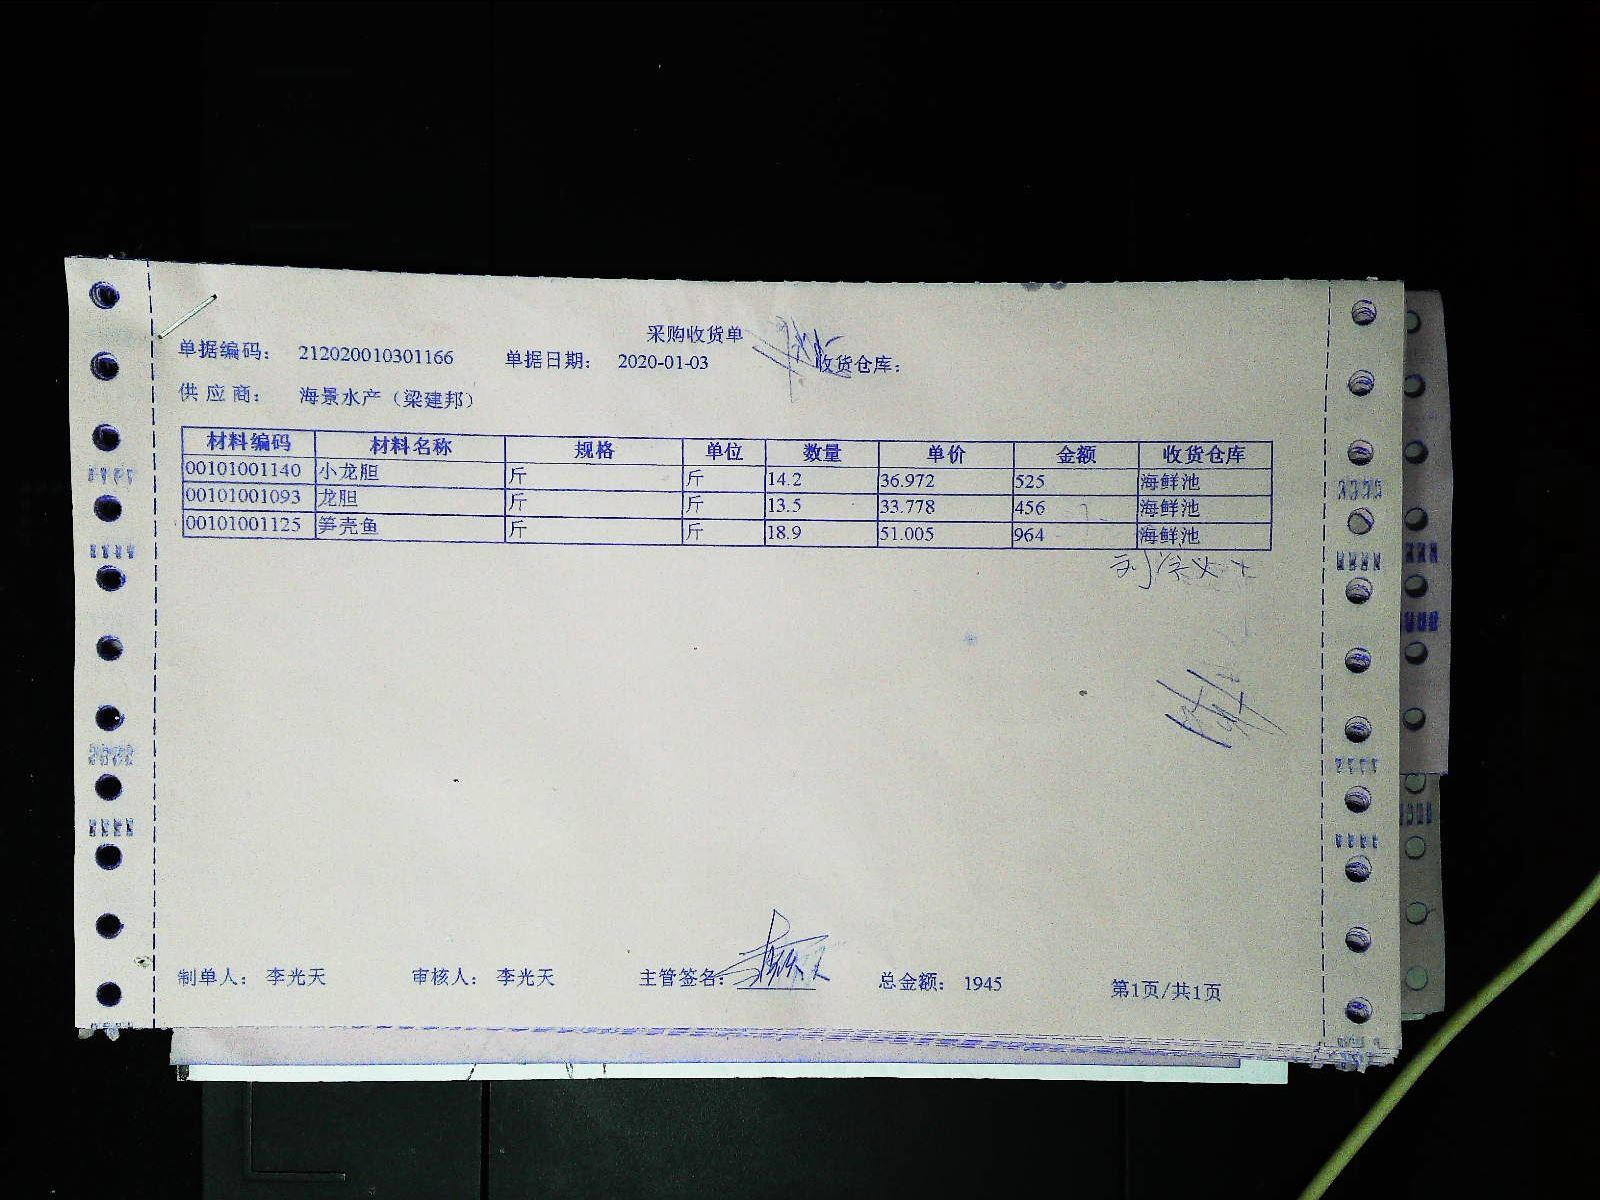 采购收货单
单据编码： 212020010301166 单据日期： 2020-01-03 收货仓库：
供应商： 海景水产（梁建邦）
材料编码 材料名称 规格 单位 数量 单价 金额 收货仓库
00101001140 小龙胆 斤 斤 14.2 36.972 525 海鲜池
00101001093 龙胆 斤 斤 13.5 33.778 456 海鲜池
00101001125 笋壳鱼 斤 斤 18.9 51.005 964 海鲜池
制单人： 李光天 审核人： 李光天 主管签名： 总金额： 1945 第1页/共1页